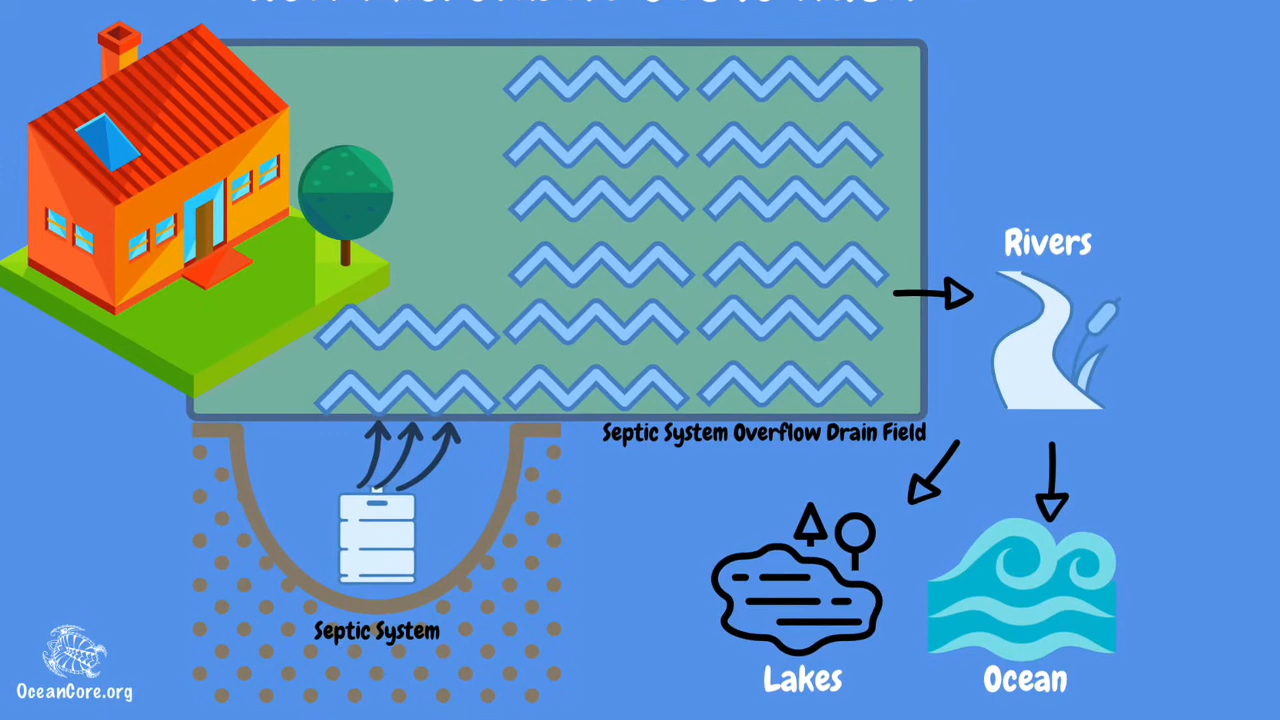 Rivers
Septic System Overflow Drain Field
Septic System
Lakes
Ocean
OceanCore.org